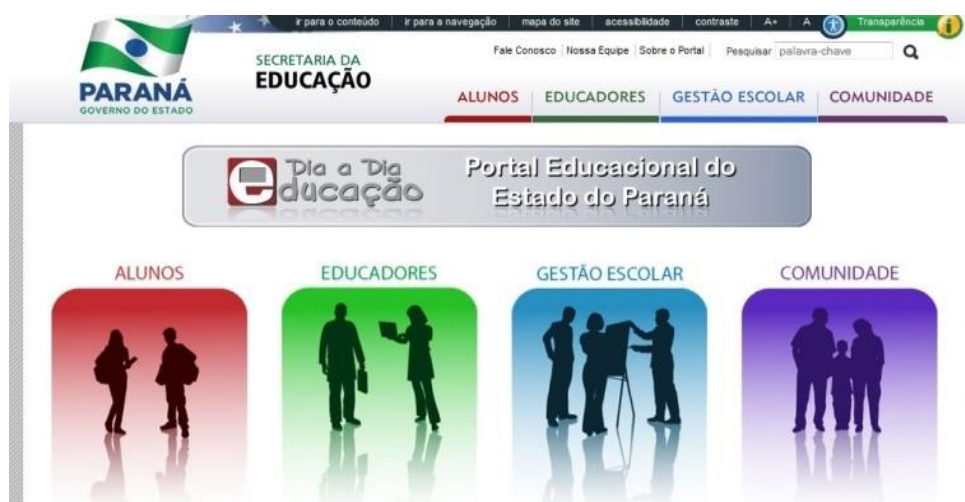 ir para o conteúdo ir para a navegação mapa do site acessibilidade contraste A+ A Transparência i
Fale Conosco Nossa Equipe Sobre o Portal Pesquisar palavra-chave
PARANÁ
GOVERNO DO ESTADO
SECRETARIA DA
EDUCAÇÃO
ALUNOS EDUCADORES GESTÃO ESCOLAR COMUNIDADE
Dia a Dia
educação
Portal Educacional do
Estado do Paraná
ALUNOS EDUCADORES GESTÃO ESCOLAR COMUNIDADE